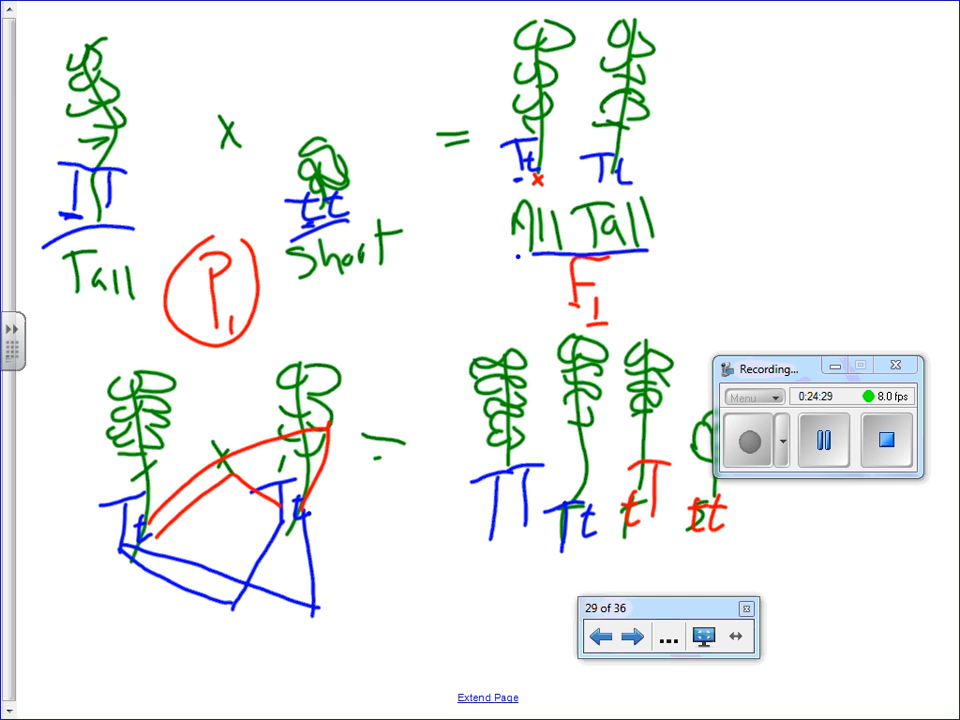 x =
TT tt Tt x Tt
Tall Short All Tall
P1 F1
Recording...
Menu 0:24:29 8.0 fps
x =
Tt Tt TT Tt tT tt
29 of 36
...
Extend Page